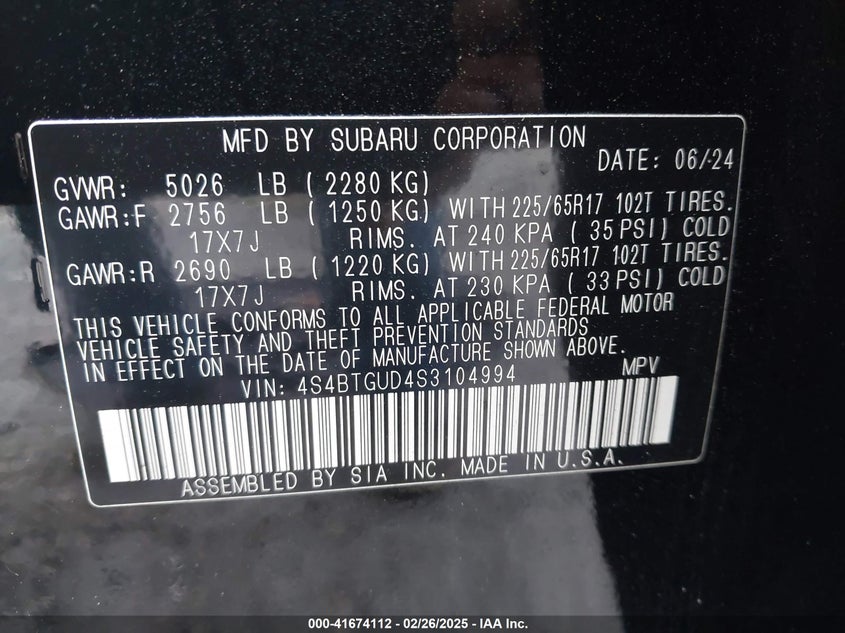 MFD BY SUBARU CORPORATION
DATE: 06/24
GVWR: 5026 LB ( 2280 KG)
GAWR:F 2756 LB ( 1250 KG) WITH 225/65R17 102T TIRES.
17X7J RIMS. AT 240 KPA ( 35 PSI) COLD
GAWR:R 2690 LB ( 1220 KG) WITH 225/65R17 102T TIRES.
17X7J RIMS. AT 230 KPA ( 33 PSI) COLD
THIS VEHICLE CONFORMS TO ALL APPLICABLE FEDERAL MOTOR
VEHICLE SAFETY AND THEFT PREVENTION STANDARDS
IN EFFECT ON THE DATE OF MANUFACTURE SHOWN ABOVE.
VIN: 4S4BTGUD4S3104994 MPV
ASSEMBLED BY SIA INC. MADE IN U.S.A.
000-41674112 - 02/26/2025 - IAA Inc.